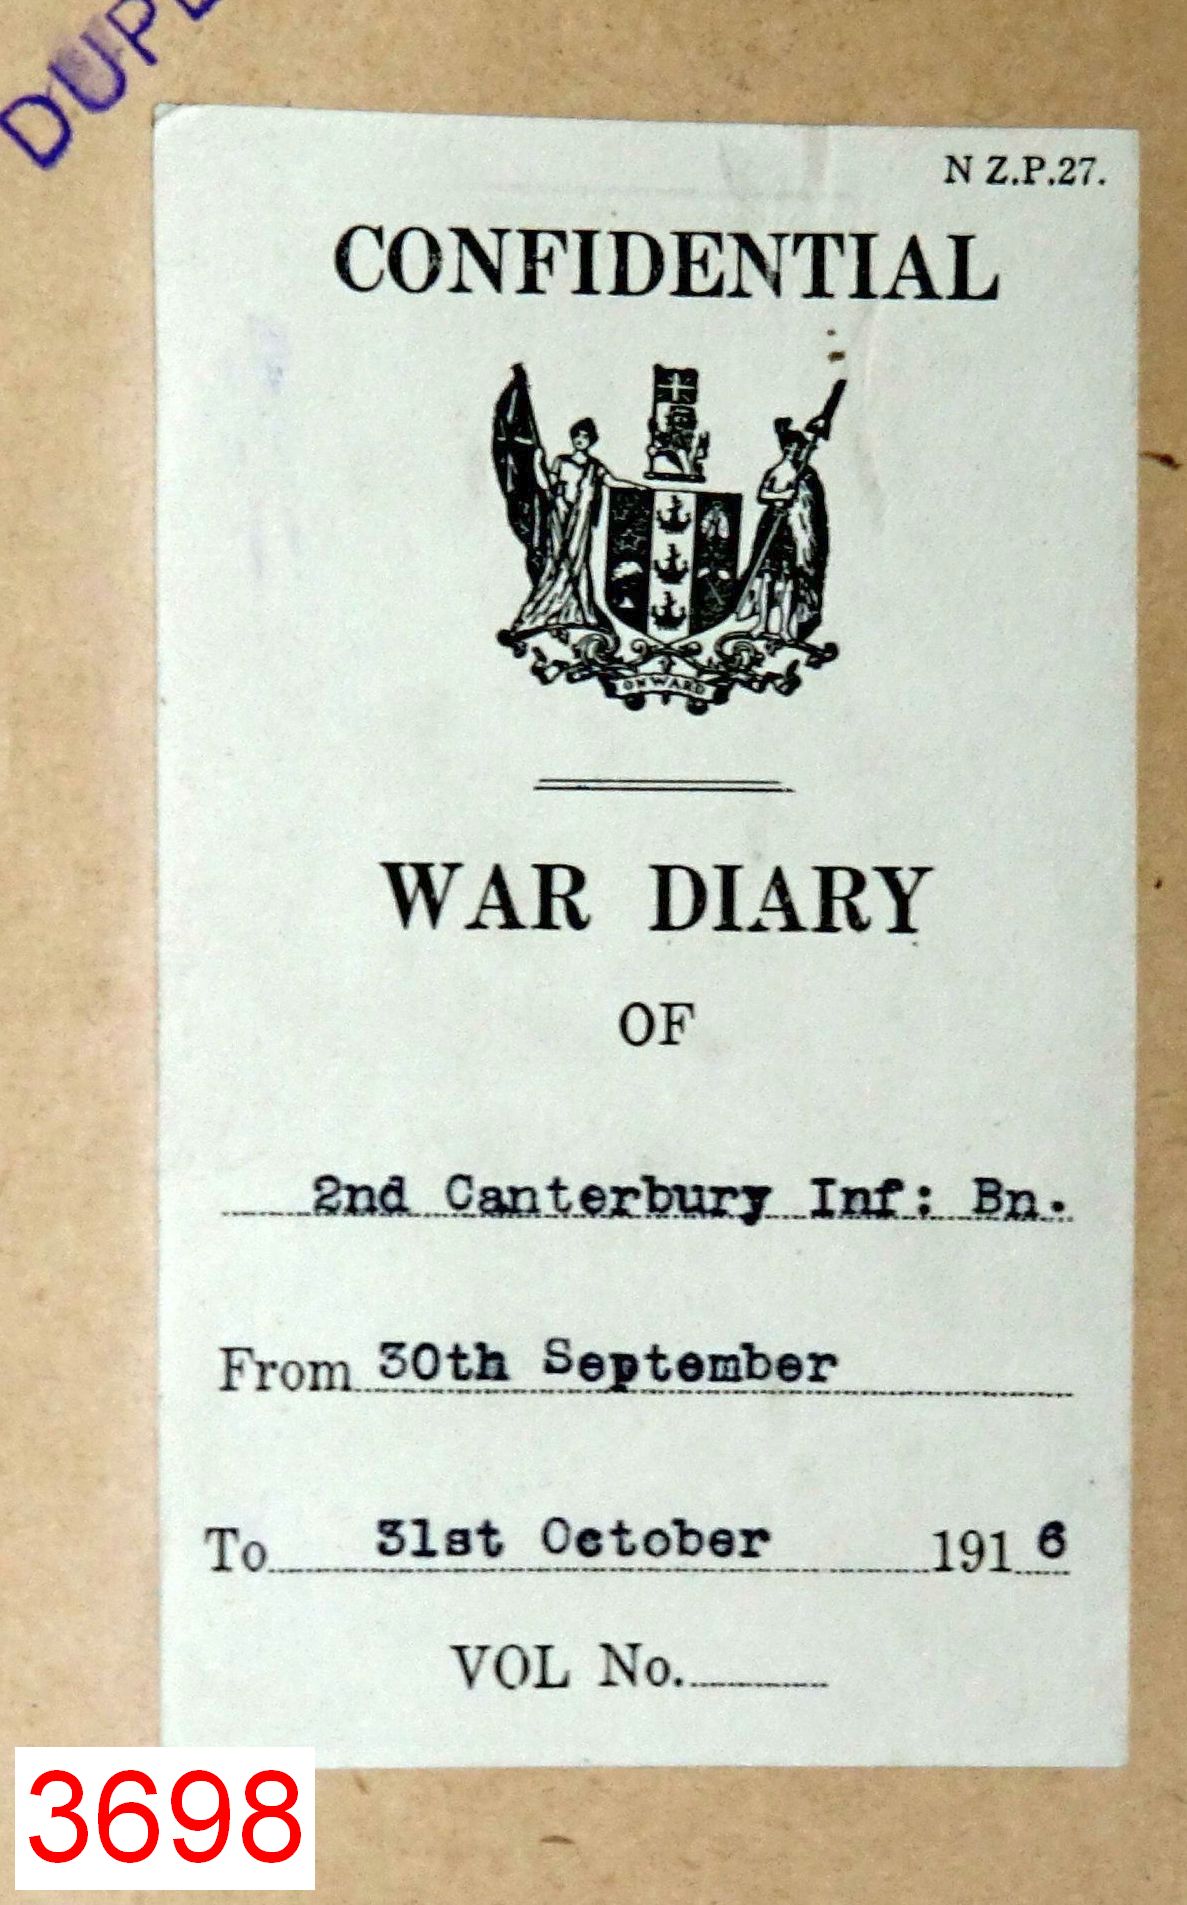 N Z.P.27.
CONFIDENTIAL
ONWARD
WAR DIARY
OF
2nd Canterbury Inf: Bn.
From 30th September
To 31st October 1916
VOL No.
3698